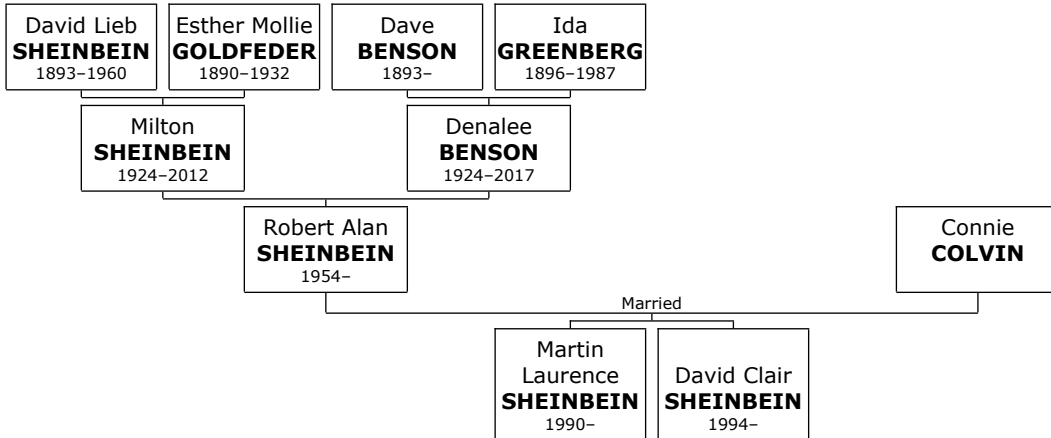 David Lieb
SHEINBEIN
1893–1960
Esther Mollie
GOLDFEDER
1890–1932
Dave
BENSON
1893–
Ida
GREENBERG
1896–1987
Milton
SHEINBEIN
1924–2012
Denalee
BENSON
1924–2017
Robert Alan
SHEINBEIN
1954–
Connie
COLVIN
Married
Martin
Laurence
SHEINBEIN
1990–
David Clair
SHEINBEIN
1994–